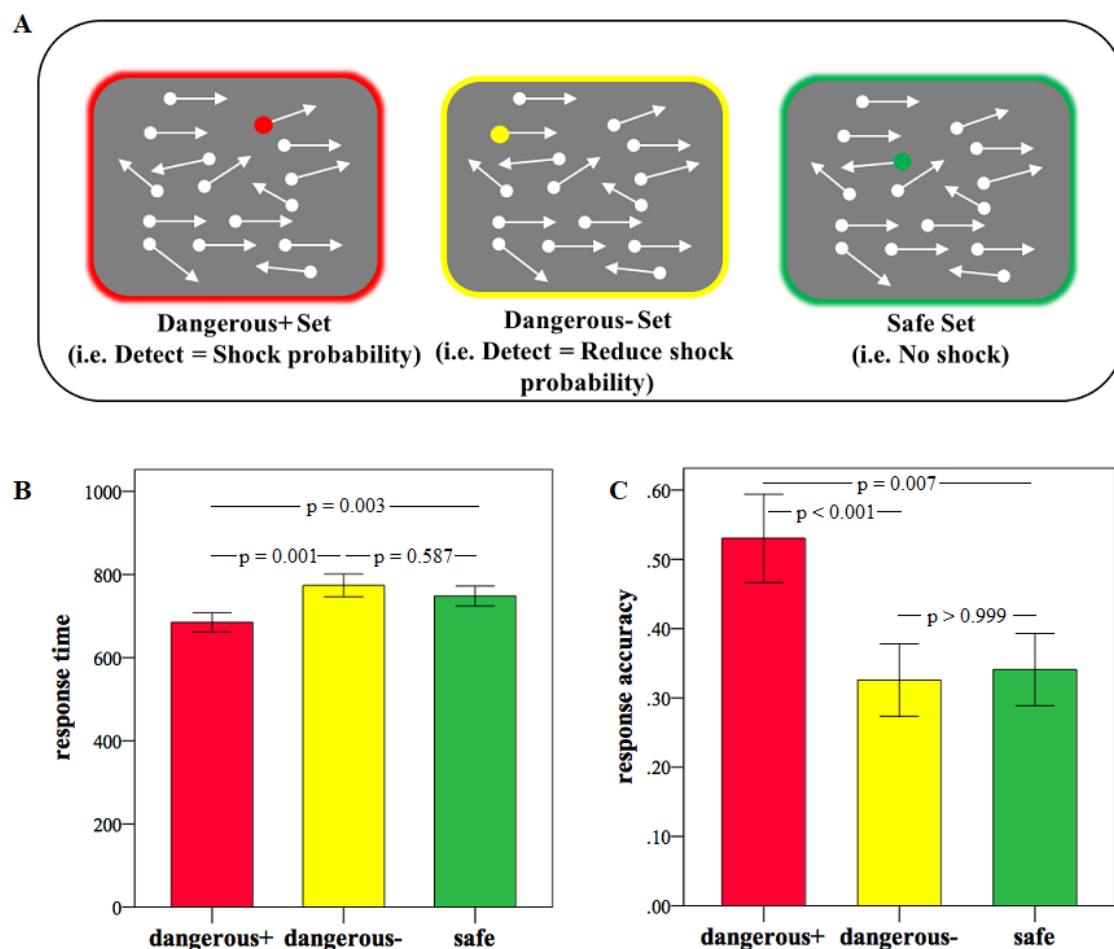 A
Dangerous+ Set
(i.e. Detect = Shock probability)
Dangerous- Set
(i.e. Detect = Reduce shock
probability)
Safe Set
(i.e. No shock)
B
1000
800
600
400
200
0
response time
p = 0.003
p = 0.001
p = 0.587
dangerous+
dangerous-
safe
C
.60
.50
.40
.30
.20
.10
.00
response accuracy
p = 0.007
p < 0.001
p > 0.999
dangerous+
dangerous-
safe